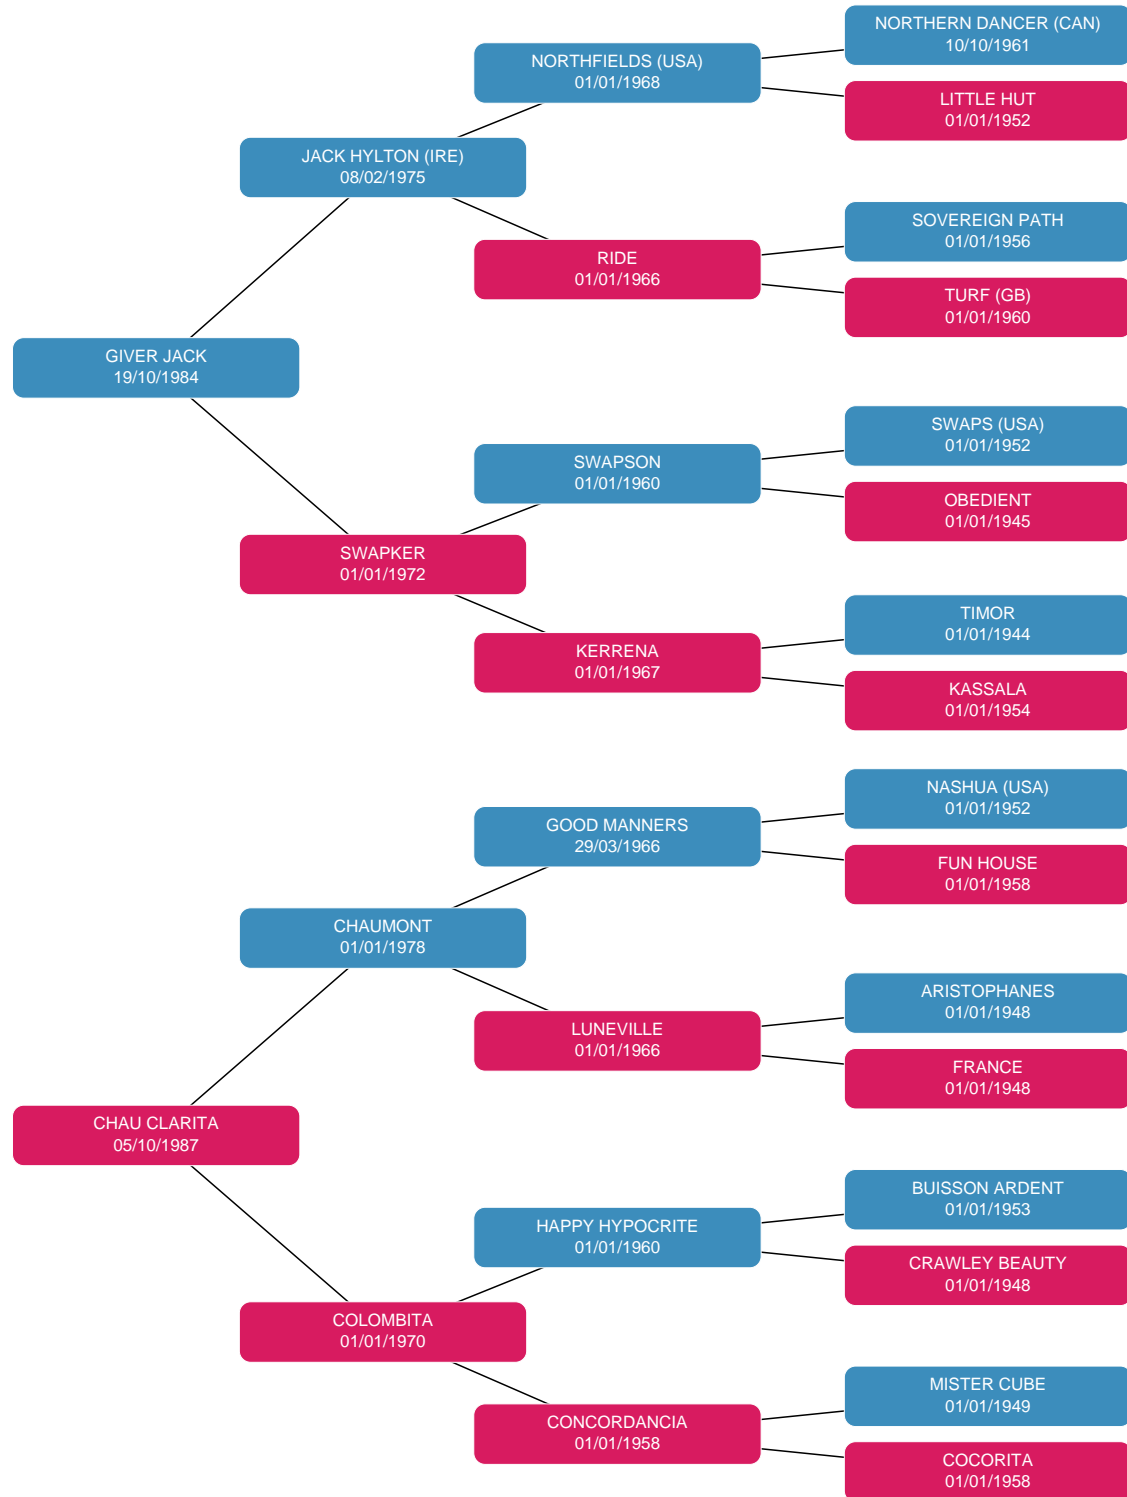 NORTHERN DANCER (CAN)
10/10/1961
NORTHFIELDS (USA)
01/01/1968
LITTLE HUT
01/01/1952
JACK HYLTON (IRE)
08/02/1975
SOVEREIGN PATH
01/01/1956
RIDE
01/01/1966
TURF (GB)
01/01/1960
GIVER JACK
19/10/1984
SWAPS (USA)
01/01/1952
SWAPSON
01/01/1960
OBEDIENT
01/01/1945
SWAPKER
01/01/1972
TIMOR
01/01/1944
KERRENA
01/01/1967
KASSALA
01/01/1954
NASHUA (USA)
01/01/1952
GOOD MANNERS
29/03/1966
FUN HOUSE
01/01/1958
CHAUMONT
01/01/1978
ARISTOPHANES
01/01/1948
LUNEVILLE
01/01/1966
FRANCE
01/01/1948
CHAU CLARITA
05/10/1987
BUISSON ARDENT
01/01/1953
HAPPY HYPOCRITE
01/01/1960
CRAWLEY BEAUTY
01/01/1948
COLOMBITA
01/01/1970
MISTER CUBE
01/01/1949
CONCORDANCIA
01/01/1958
COCORITA
01/01/1958